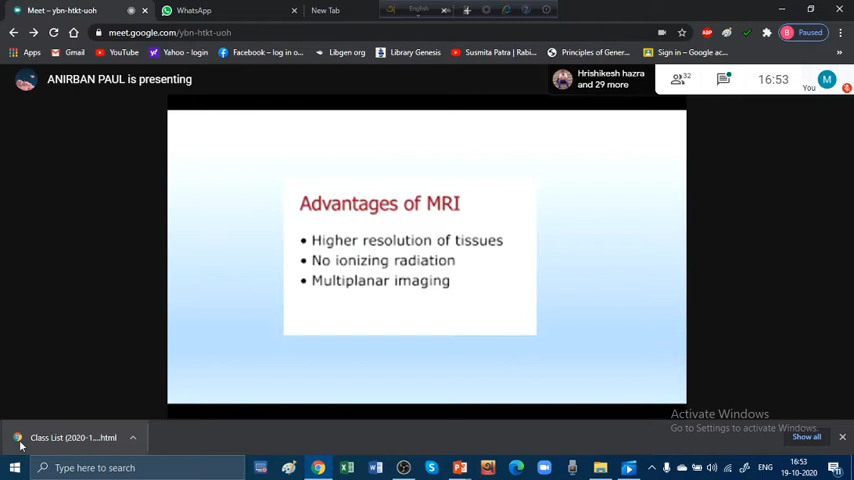 Meet – ybn-htkt-uoh
WhatsApp
New Tab
English
meet.google.com/ybn-htkt-uoh
ABP
B Paused
Apps
Gmail
YouTube
Yahoo - login
Facebook – log in o...
Libgen org
Library Genesis
Susmita Patra | Rabi...
Principles of Gener...
Sign in – Google ac...
ANIRBAN PAUL is presenting
Hrishikesh hazra
and 29 more
32
16:53
M
You
Advantages of MRI
• Higher resolution of tissues
• No ionizing radiation
• Multiplanar imaging
Activate Windows
Go to Settings to activate Windows.
Class List (2020-1....html
Show all
Type here to search
ENG
16:53
19-10-2020